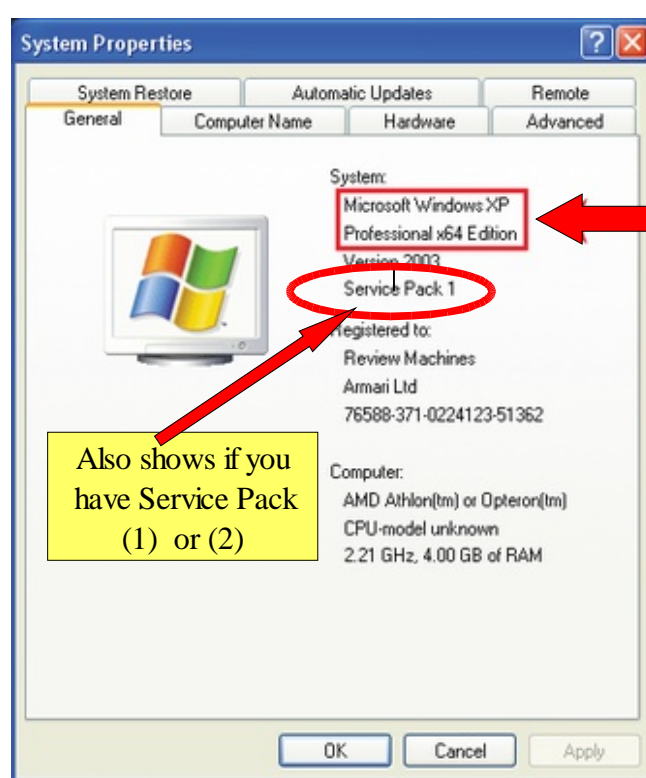 System Properties
System Restore Automatic Updates Remote
General Computer Name Hardware Advanced
System:
Microsoft Windows XP
Professional x64 Edition
Version 2003
Service Pack 1
Registered to:
Review Machines
Armari Ltd
76588-371-0224123-51362
Also shows if you
have Service Pack
(1) or (2)
Computer:
AMD Athlon(tm) or Opteron(tm)
CPU-model unknown
2.21 GHz, 4.00 GB of RAM
OK Cancel Apply